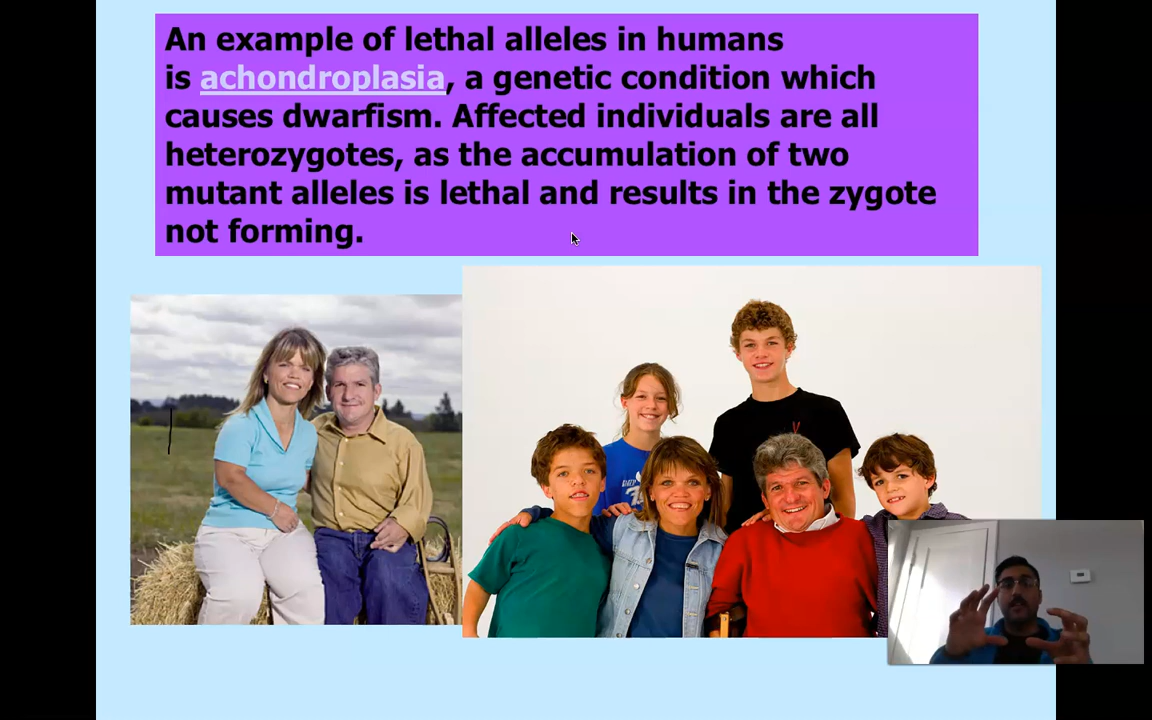 An example of lethal alleles in humans
is achondroplasia, a genetic condition which
causes dwarfism. Affected individuals are all
heterozygotes, as the accumulation of two
mutant alleles is lethal and results in the zygote
not forming.